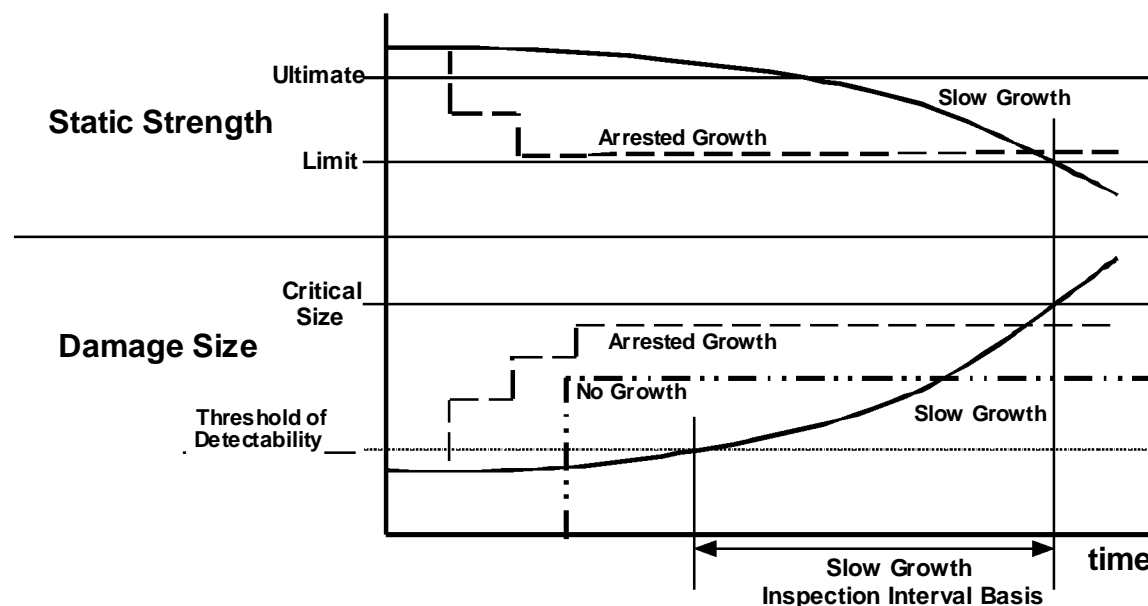 Ultimate
Slow Growth
Static Strength
Arrested Growth
Limit
Critical
Size
Damage Size
Arrested Growth
No Growth
Slow Growth
Threshold of
Detectability
time
Slow Growth
Inspection Interval Basis